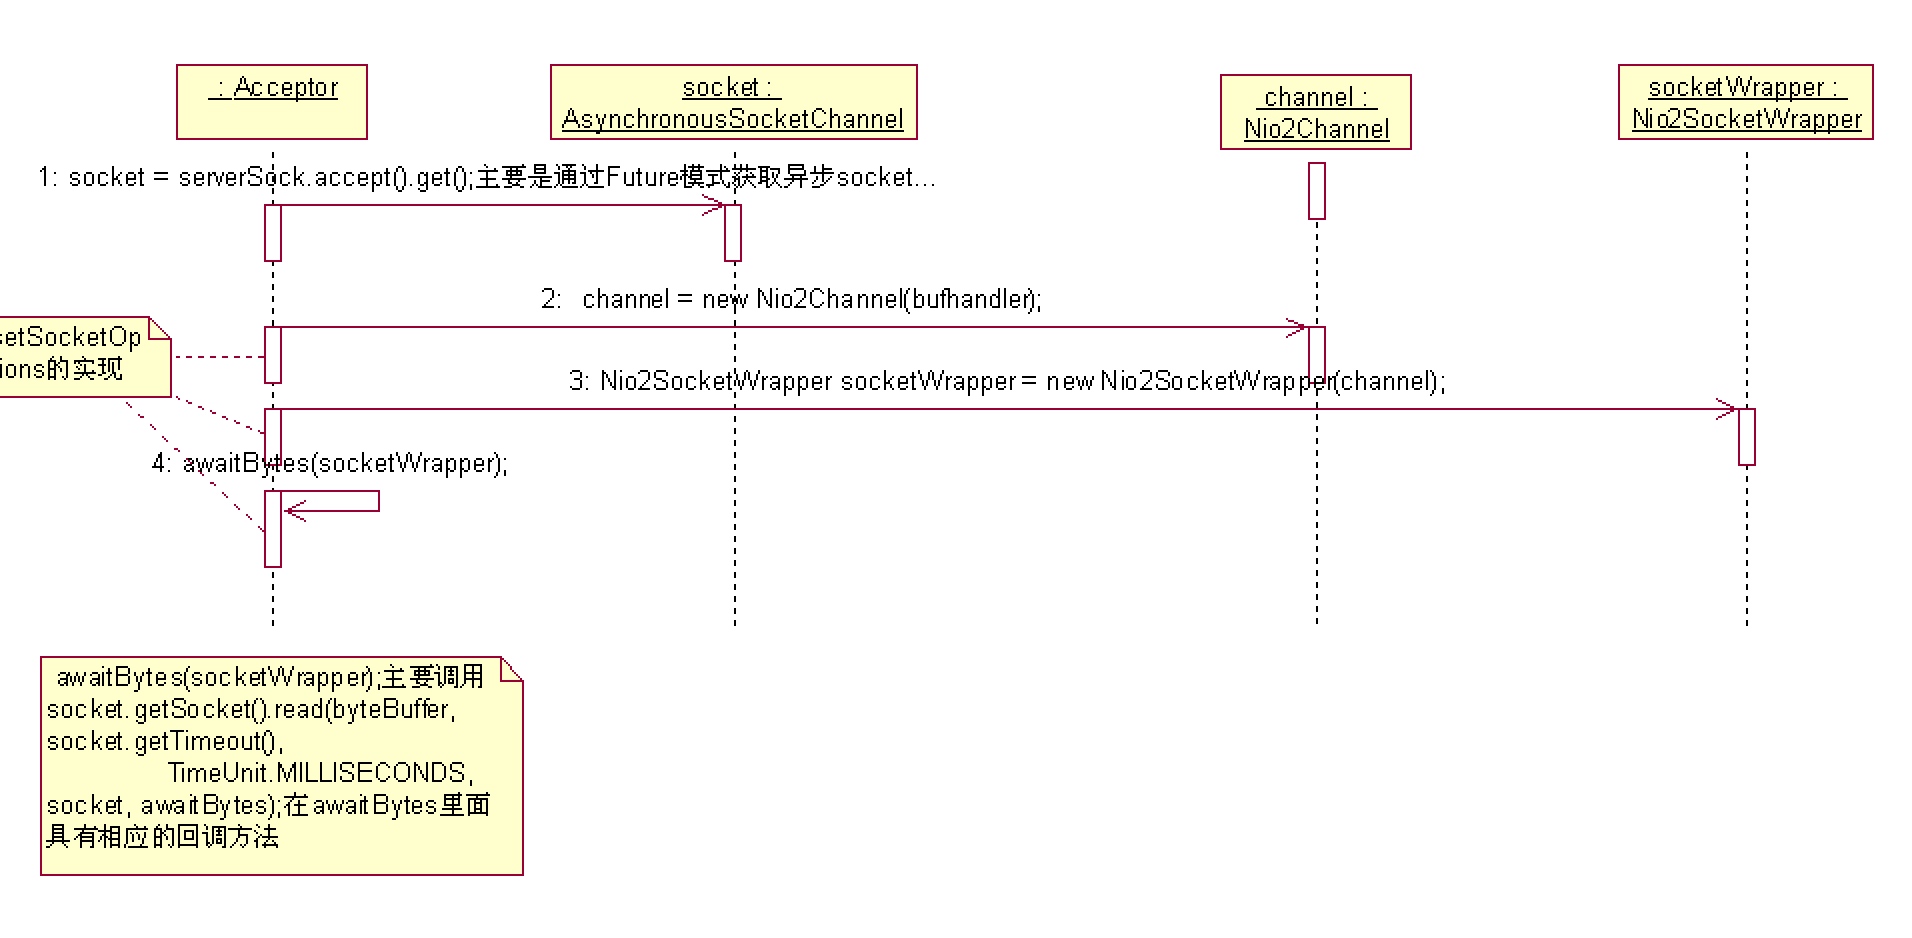 : Acceptor
socket :
AsynchronousSocketChannel
channel :
Nio2Channel
socketWrapper :
Nio2SocketWrapper
1: socket = serverSock.accept().get();主要是通过Future模式获取异步socket...
2: channel = new Nio2Channel(bufhandler);
setSocketOp
ions的实现
3: Nio2SocketWrapper socketWrapper = new Nio2SocketWrapper(channel);
4: awaitBytes(socketWrapper);
awaitBytes(socketWrapper);主要调用
socket.getSocket().read(byteBuffer,
socket.getTimeout(),
TimeUnit.MILLISECONDS,
socket, awaitBytes);在awaitBytes里面
具有相应的回调方法